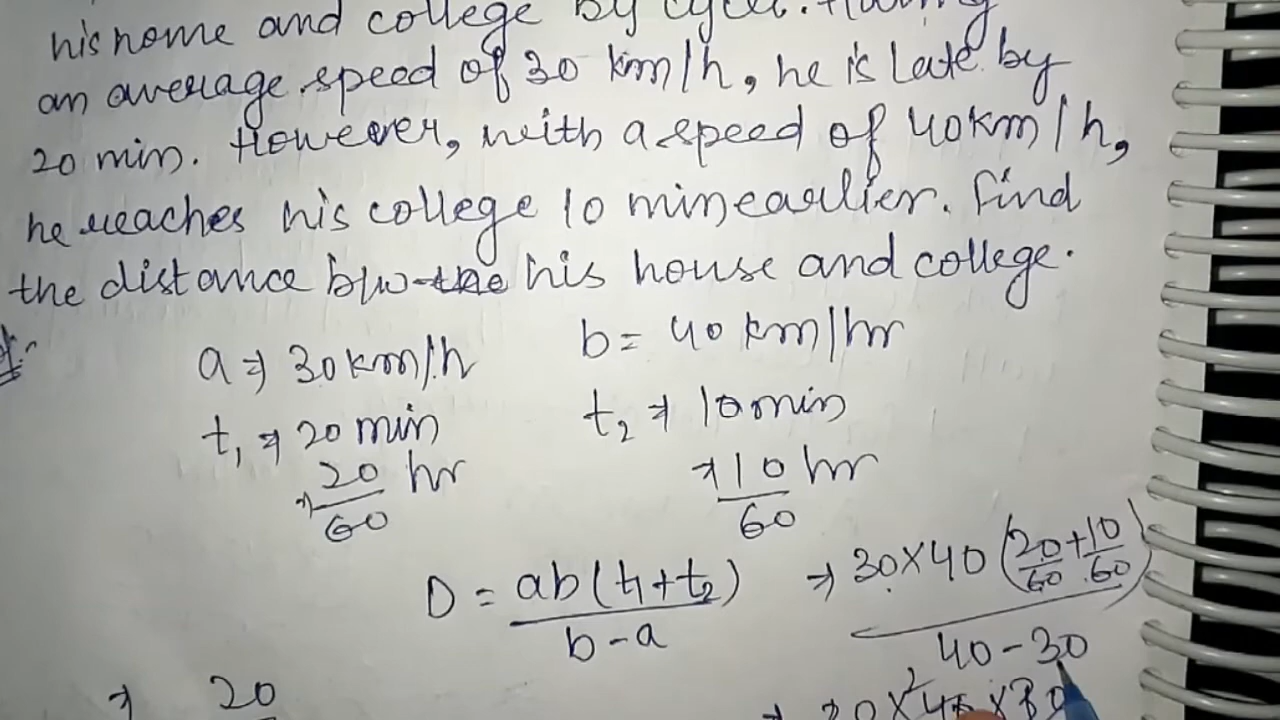 his home and college by cycle. Having
an average speed of 30 km/h, he is late by
20 min. However, with a speed of 40km/h,
he reaches his college 10 min earlier. find
the distance b/w the his house and college.
a ⇒ 30 km/h
b = 40 km/hr
t₁ ⇒ 20 min
t₂ ⇒ 10 min
⇒ 20/60 hr
⇒ 10/60 hr
D = ab(t₁+t₂)/b-a ⇒ 30×40(20/60+10/60)/40-30
⇒ 20